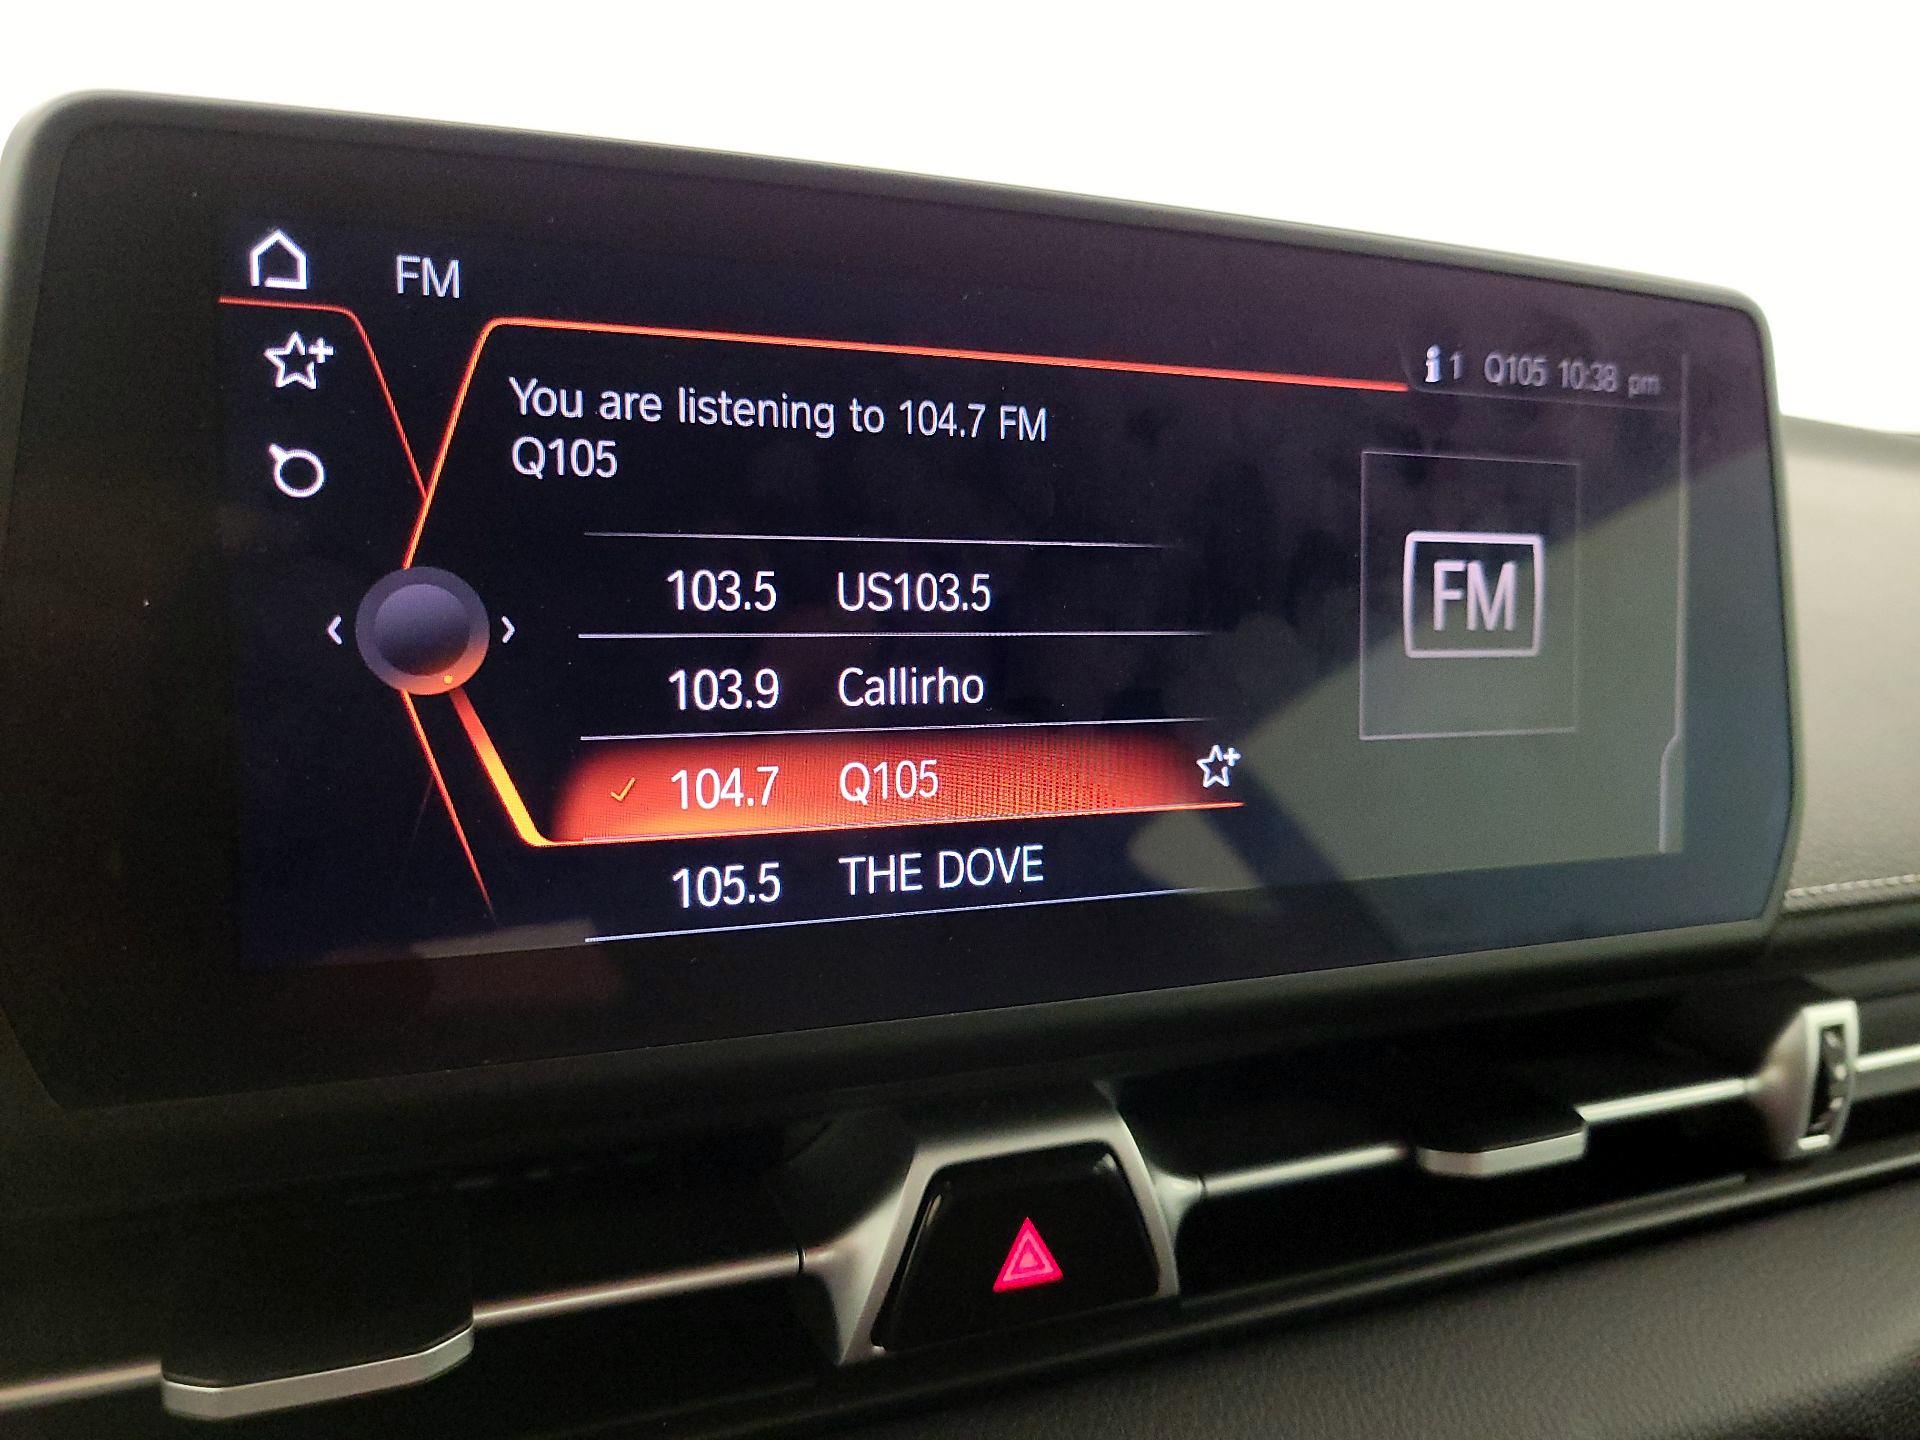 FM
1 Q105 10:38 pm
You are listening to 104.7 FM
Q105
FM
103.5 US103.5
103.9 Callirho
104.7 Q105
105.5 THE DOVE